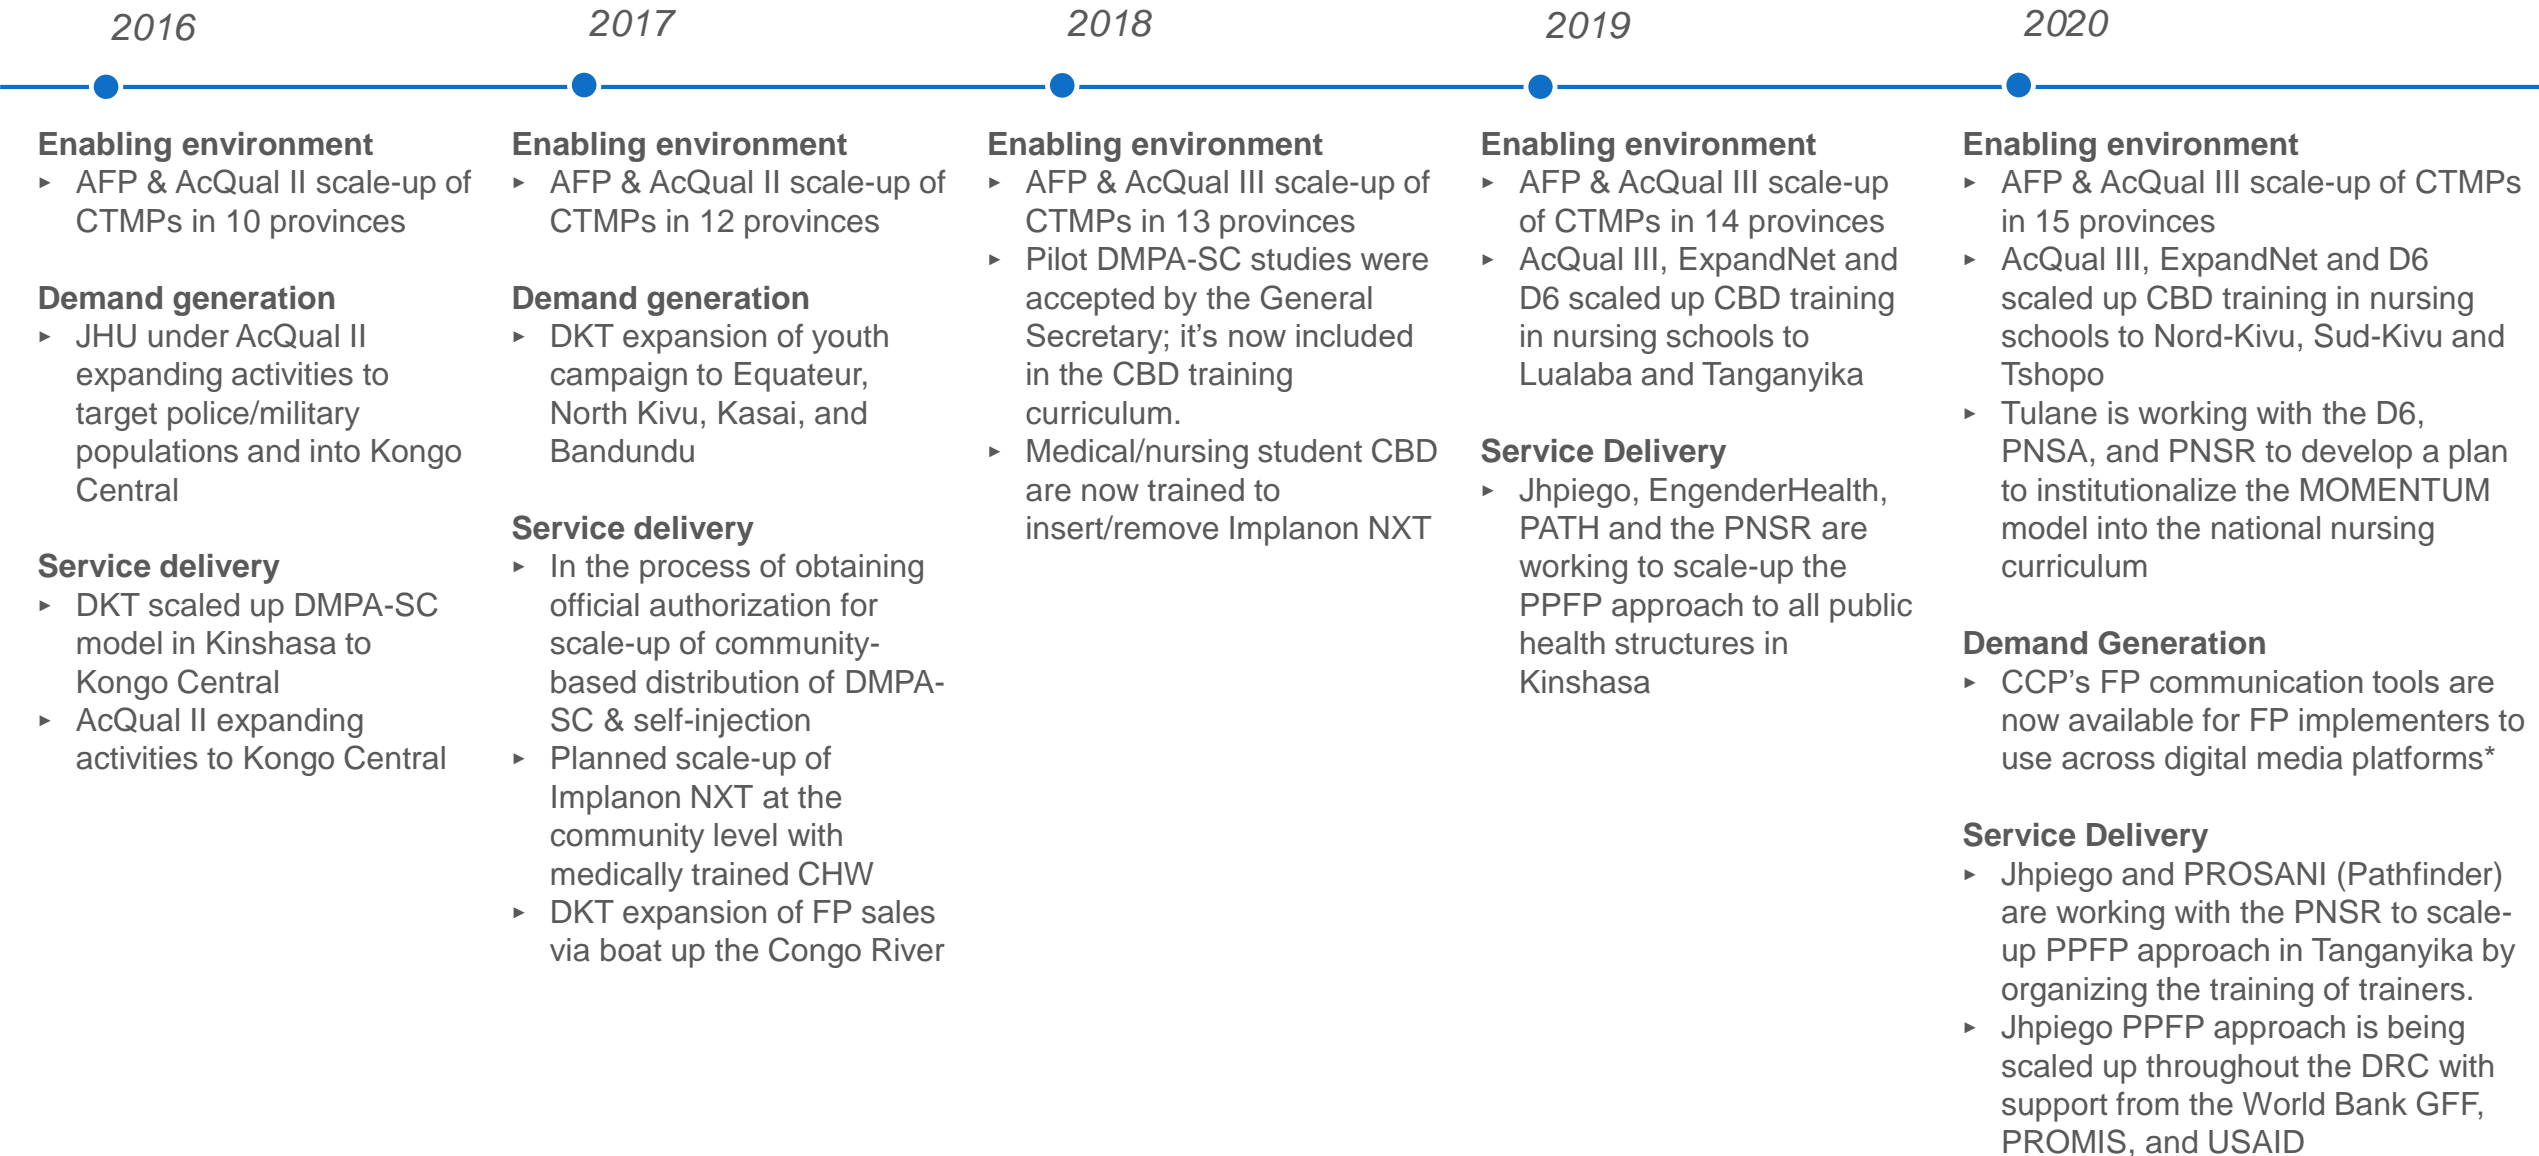 2016
2017
2018
2019
2020
Enabling environment
‣ AFP & AcQual II scale-up of
CTMPs in 10 provinces
Demand generation
‣ JHU under AcQual II
expanding activities to
target police/military
populations and into Kongo
Central
Service delivery
‣ DKT scaled up DMPA-SC
model in Kinshasa to
Kongo Central
‣ AcQual II expanding
activities to Kongo Central
Enabling environment
‣ AFP & AcQual II scale-up of
CTMPs in 12 provinces
Demand generation
‣ DKT expansion of youth
campaign to Equateur,
North Kivu, Kasai, and
Bandundu
Service delivery
‣ In the process of obtaining
official authorization for
scale-up of community-
based distribution of DMPA-
SC & self-injection
‣ Planned scale-up of
Implanon NXT at the
community level with
medically trained CHW
‣ DKT expansion of FP sales
via boat up the Congo River
Enabling environment
‣ AFP & AcQual III scale-up of
CTMPs in 13 provinces
‣ Pilot DMPA-SC studies were
accepted by the General
Secretary; it's now included
in the CBD training
curriculum.
‣ Medical/nursing student CBD
are now trained to
insert/remove Implanon NXT
Enabling environment
‣ AFP & AcQual III scale-up
of CTMPs in 14 provinces
‣ AcQual III, ExpandNet and
D6 scaled up CBD training
in nursing schools to
Lualaba and Tanganyika
Service Delivery
‣ Jhpiego, EngenderHealth,
PATH and the PNSR are
working to scale-up the
PPFP approach to all public
health structures in
Kinshasa
Enabling environment
‣ AFP & AcQual III scale-up of CTMPs
in 15 provinces
‣ AcQual III, ExpandNet and D6
scaled up CBD training in nursing
schools to Nord-Kivu, Sud-Kivu and
Tshopo
‣ Tulane is working with the D6,
PNSA, and PNSR to develop a plan
to institutionalize the MOMENTUM
model into the national nursing
curriculum
Demand Generation
‣ CCP's FP communication tools are
now available for FP implementers to
use across digital media platforms*
Service Delivery
‣ Jhpiego and PROSANI (Pathfinder)
are working with the PNSR to scale-
up PPFP approach in Tanganyika by
organizing the training of trainers.
‣ Jhpiego PPFP approach is being
scaled up throughout the DRC with
support from the World Bank GFF,
PROMIS, and USAID